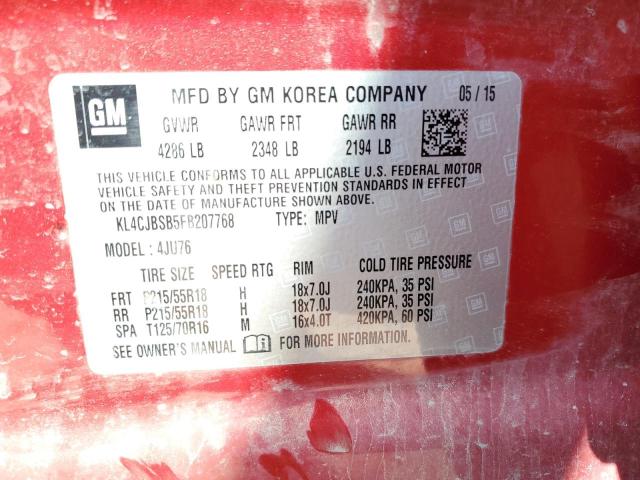 GM
MFD BY GM KOREA COMPANY 05/15
GVWR GAWR FRT GAWR RR
4286 LB 2348 LB 2194 LB
THIS VEHICLE CONFORMS TO ALL APPLICABLE U.S. FEDERAL MOTOR
VEHICLE SAFETY AND THEFT PREVENTION STANDARDS IN EFFECT
ON THE DATE OF MANUFACTURE SHOWN ABOVE.
KL4CJBSB5FB207768 TYPE: MPV
MODEL: 4JU76
TIRE SIZE SPEED RTG RIM COLD TIRE PRESSURE
FRT P215/55R18 H 18x7.0J 240KPA, 35 PSI
RR P215/55R18 H 18x7.0J 240KPA, 35 PSI
SPA T125/70R16 M 16x4.0T 420KPA, 60 PSI
SEE OWNER'S MANUAL FOR MORE INFORMATION.